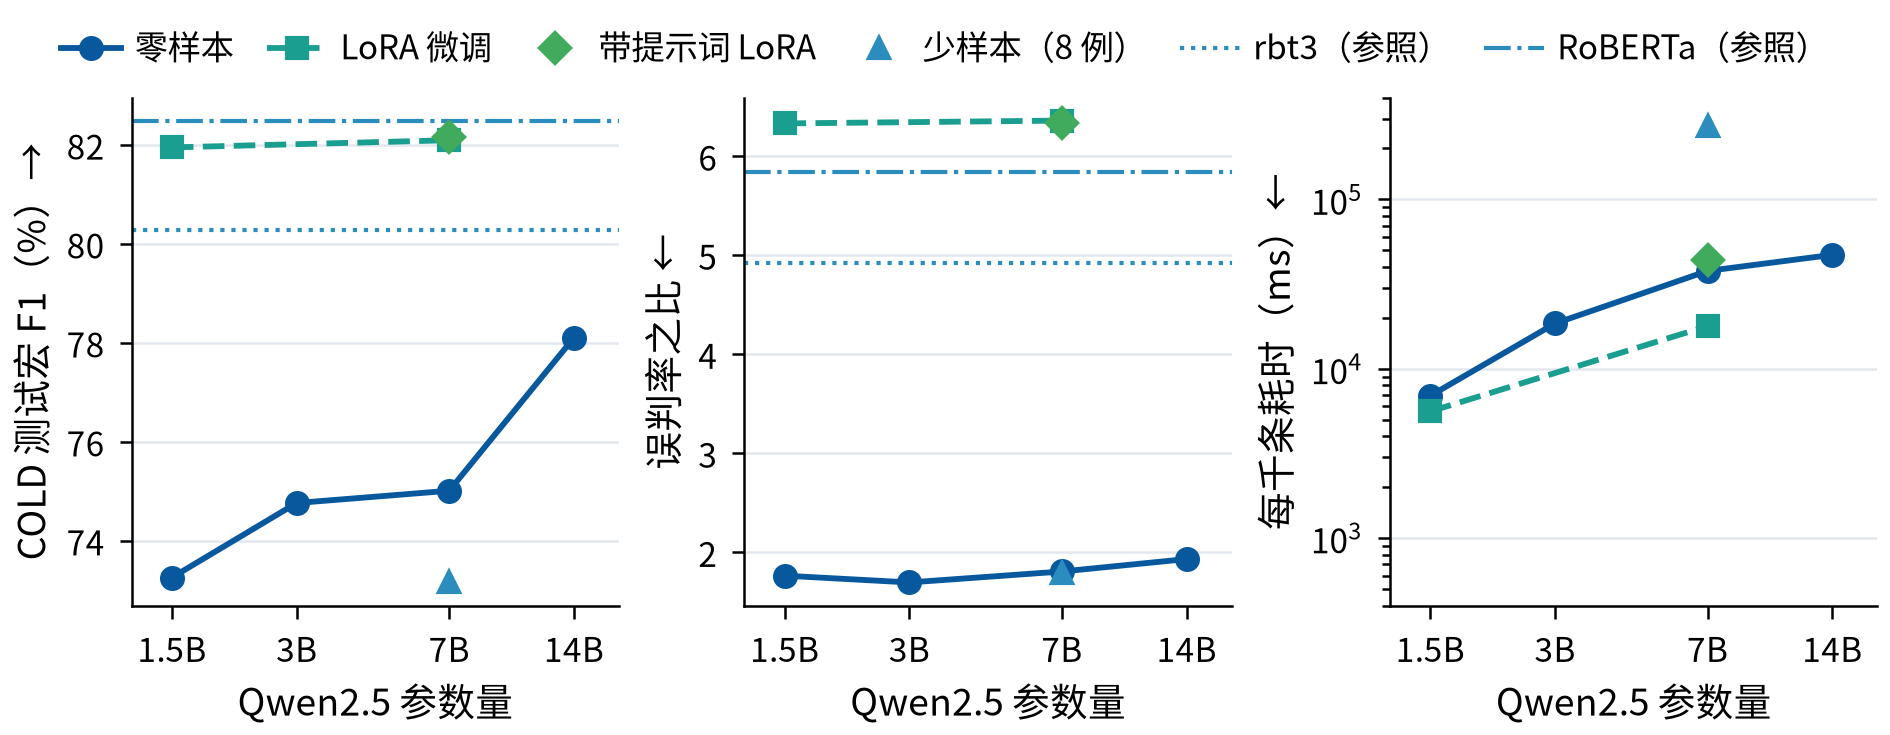 零样本 LoRA 微调 带提示词 LoRA 少样本（8 例） rbt3（参照） RoBERTa（参照）
COLD 测试宏 F1（%） →
82
80
78
76
74
1.5B 3B 7B 14B
Qwen2.5 参数量
误判率之比 ←
6
5
4
3
2
1.5B 3B 7B 14B
Qwen2.5 参数量
每千条耗时（ms） ←
10⁵
10⁴
10³
1.5B 3B 7B 14B
Qwen2.5 参数量